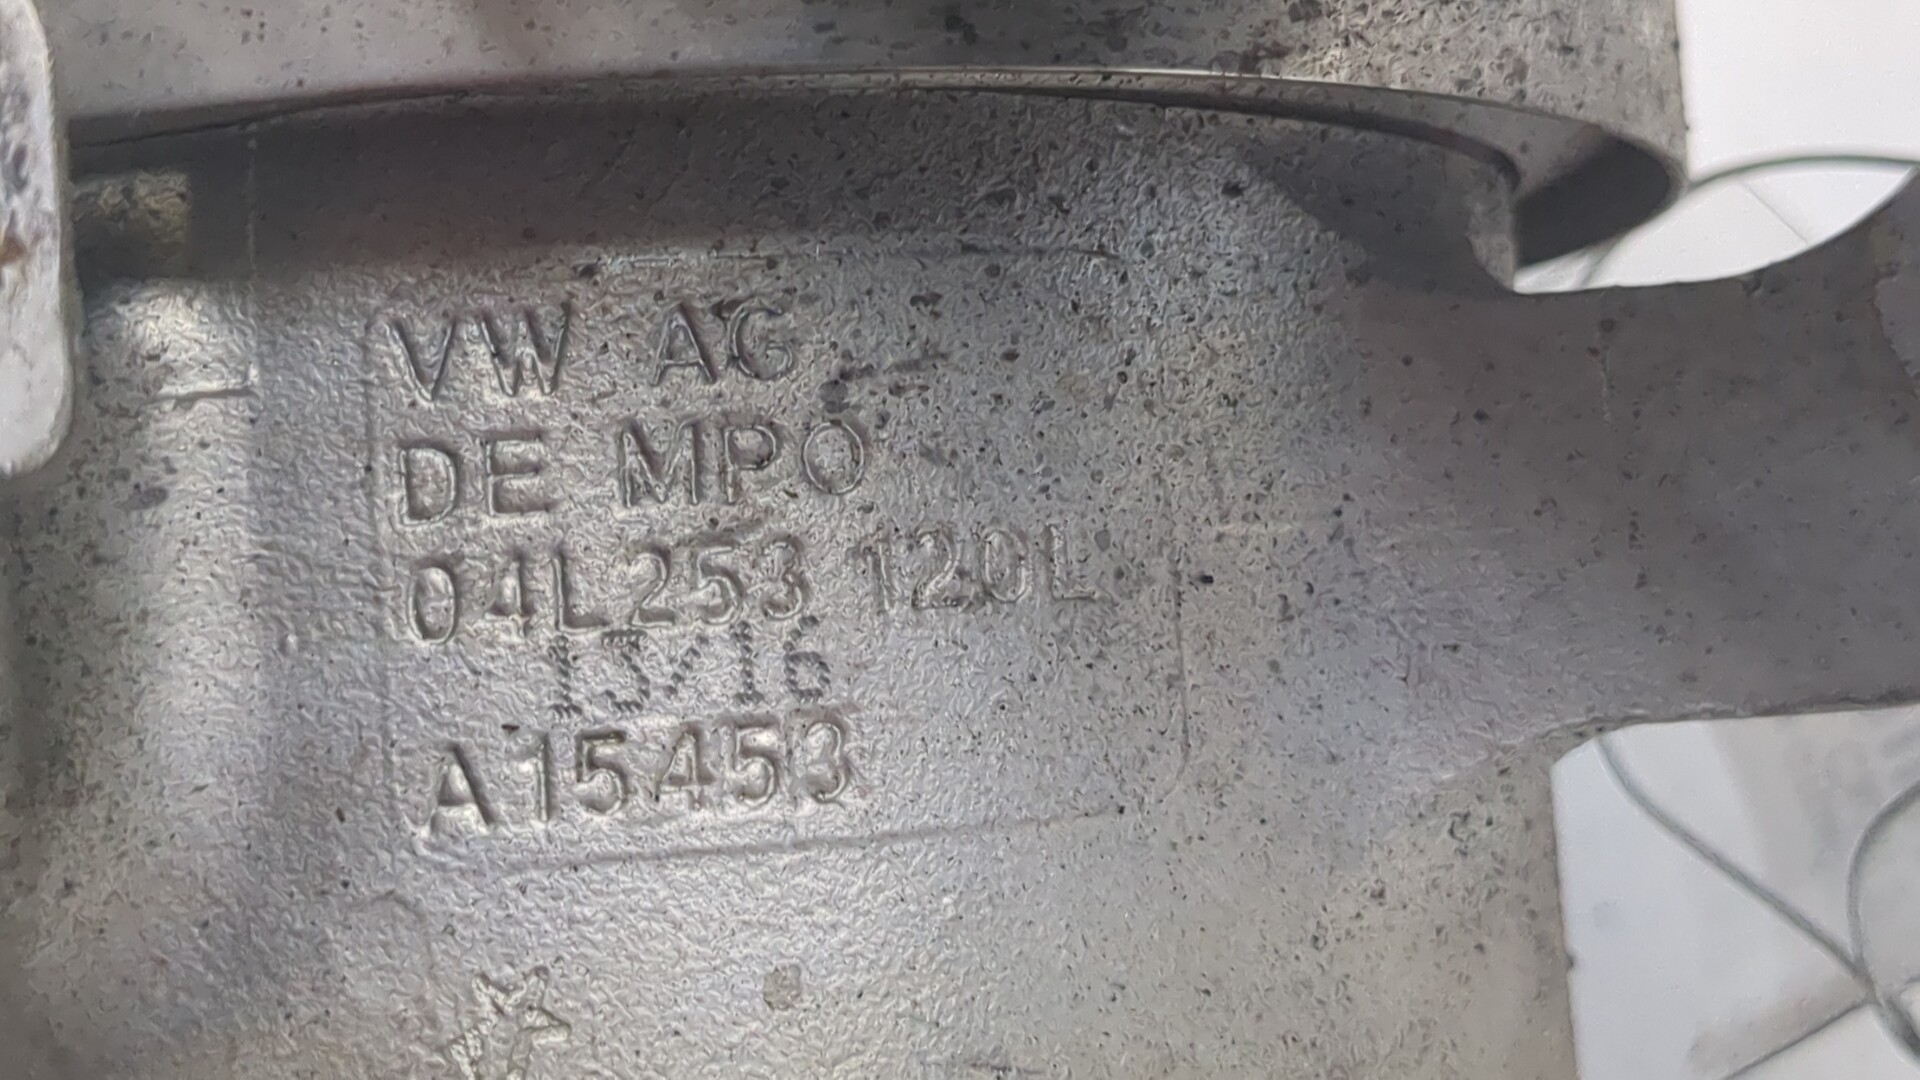 VW AG
DE MPO
04L253 120L
13/16
A15453